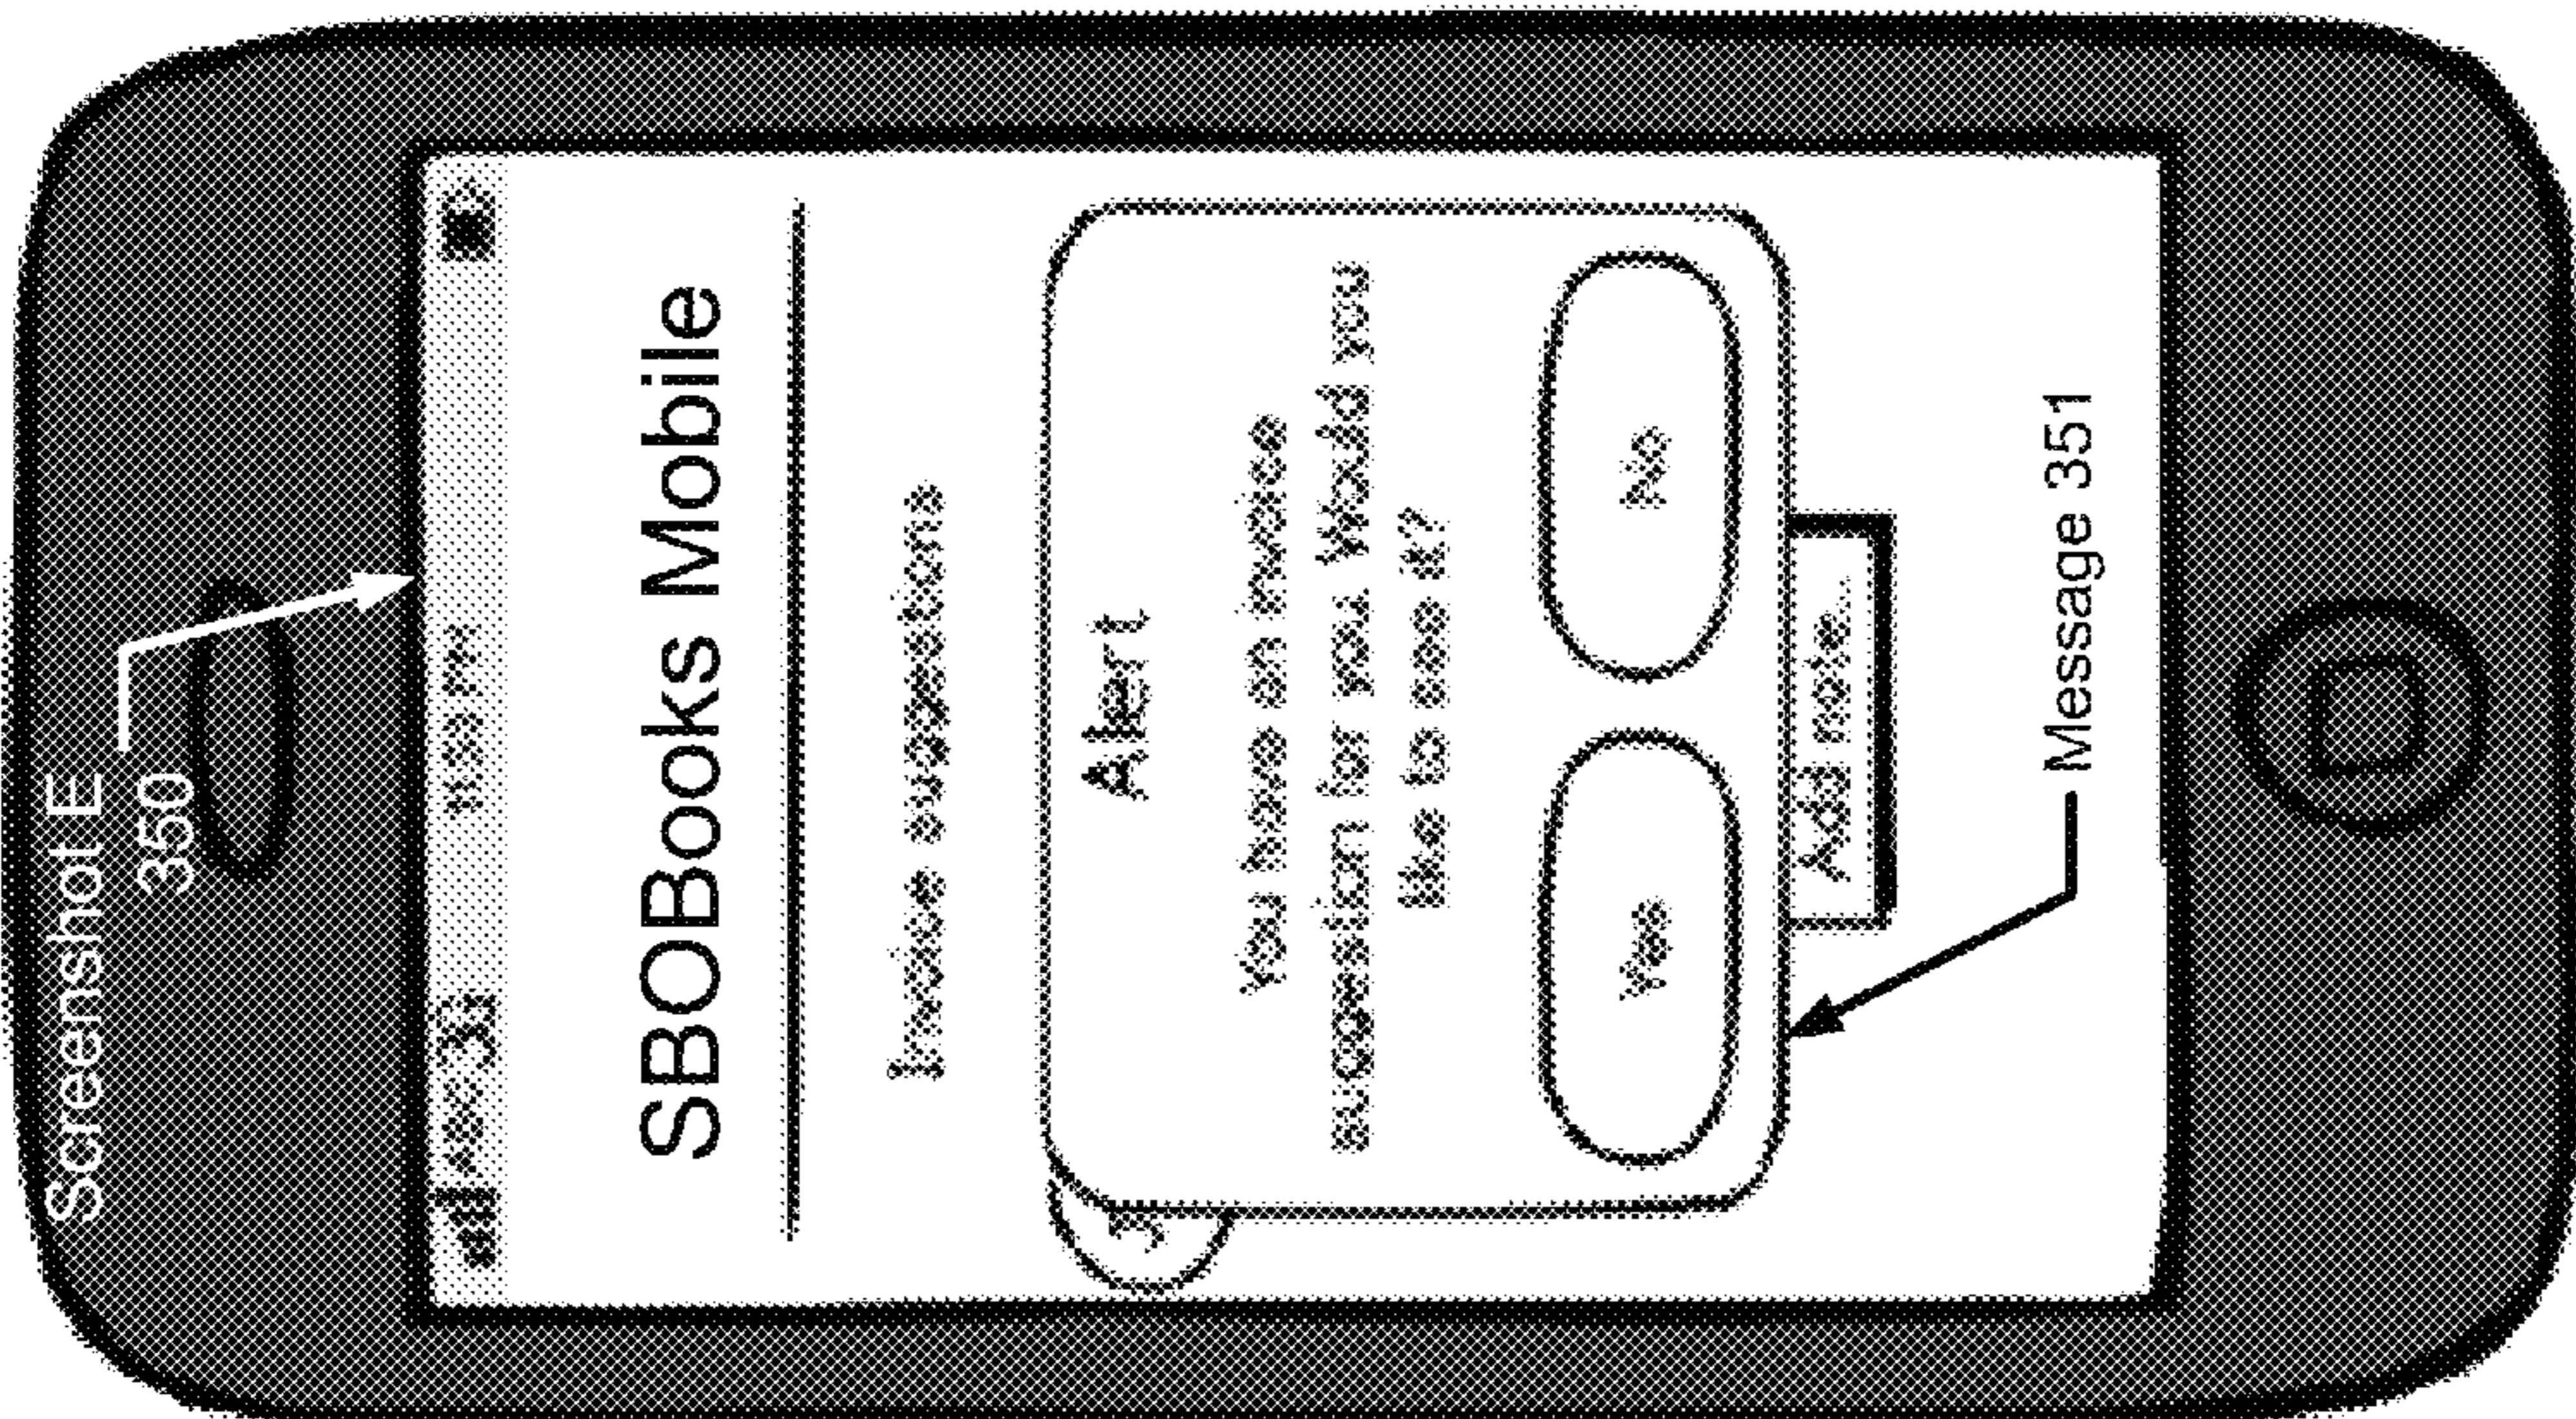 Screenshot E
350
SBOBooks Mobile
Invoice suggestions
Alert
You have an invoice
suggestion for you. Would you
like to see it?
Yes
No
Add note...
Message 351